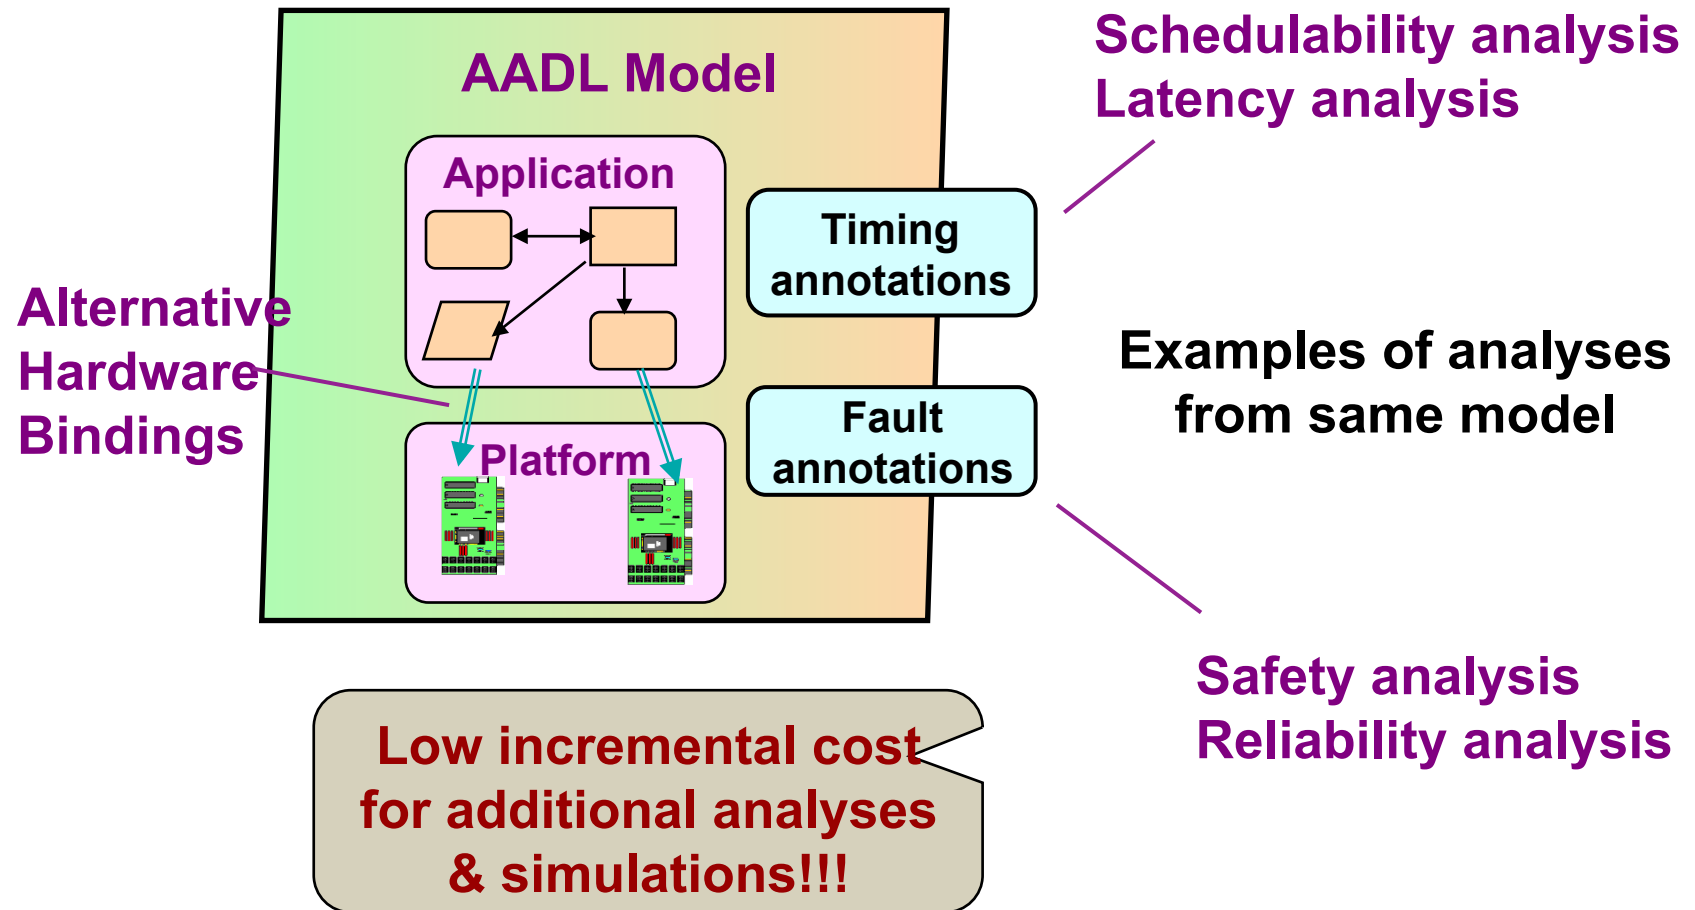 AADL Model
Application
Platform
Timing
annotations
Fault
annotations
Alternative
Hardware
Bindings
Schedulability analysis
Latency analysis
Examples of analyses
from same model
Safety analysis
Reliability analysis
Low incremental cost
for additional analyses
& simulations!!!